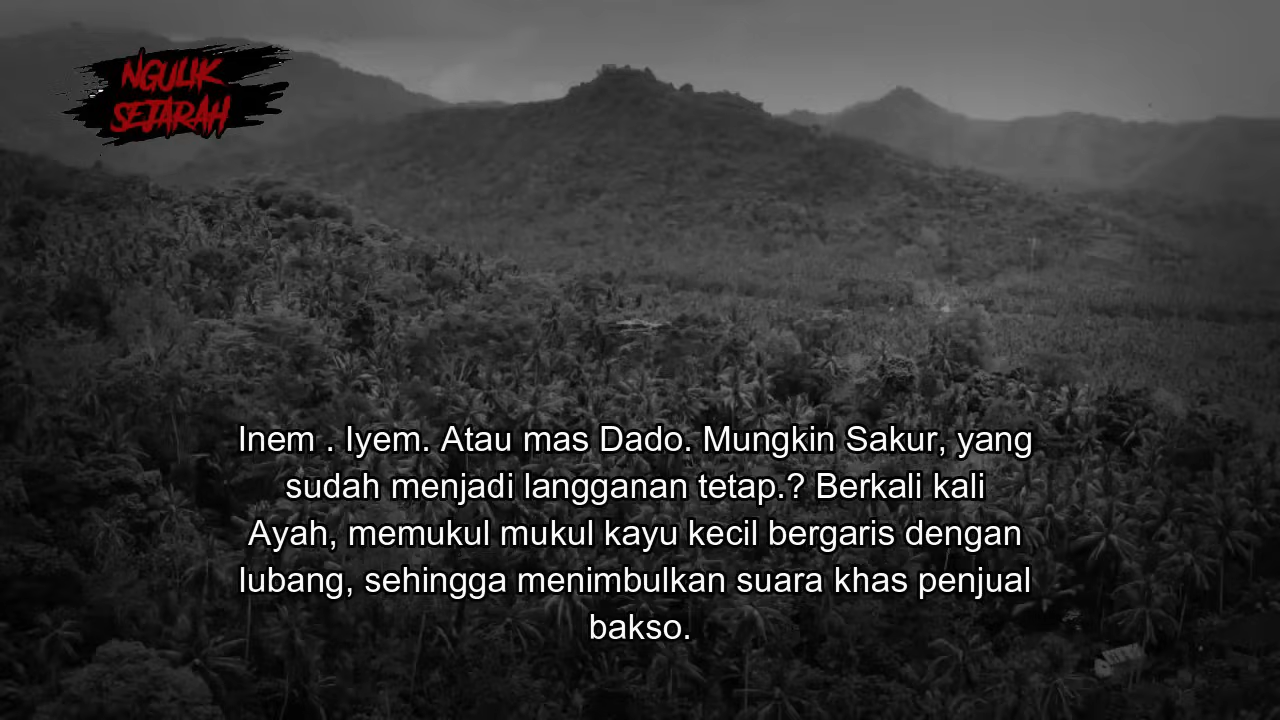 NGULIK
SEJARAH
Inem . Iyem. Atau mas Dado. Mungkin Sakur, yang
sudah menjadi langganan tetap.? Berkali kali
Ayah, memukul mukul kayu kecil bergaris dengan
lubang, sehingga menimbulkan suara khas penjual
bakso.